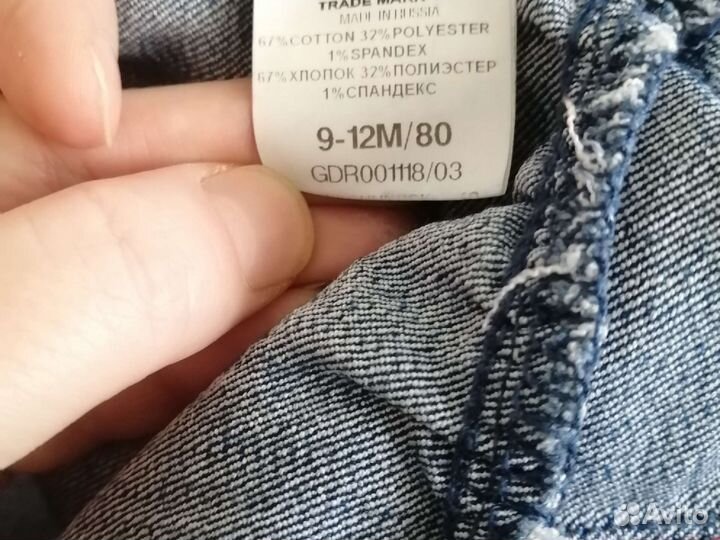 TRADE MARK
MADE IN RUSSIA
67%COTTON 32%POLYESTER
1%SPANDEX
67%ХЛОПОК 32%ПОЛИЭСТЕР
1%СПАНДЕКС
9-12M/80
GDR001118/03
Avito